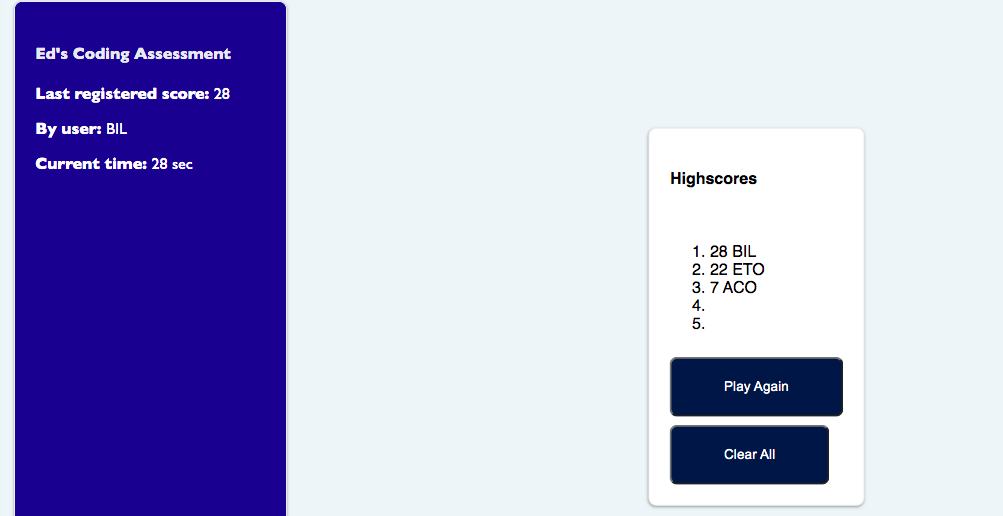 Ed's Coding Assessment
Last registered score: 28
By user: BIL
Current time: 28 sec
Highscores
1. 28 BIL
2. 22 ETO
3. 7 ACO
4.
5.
Play Again
Clear All